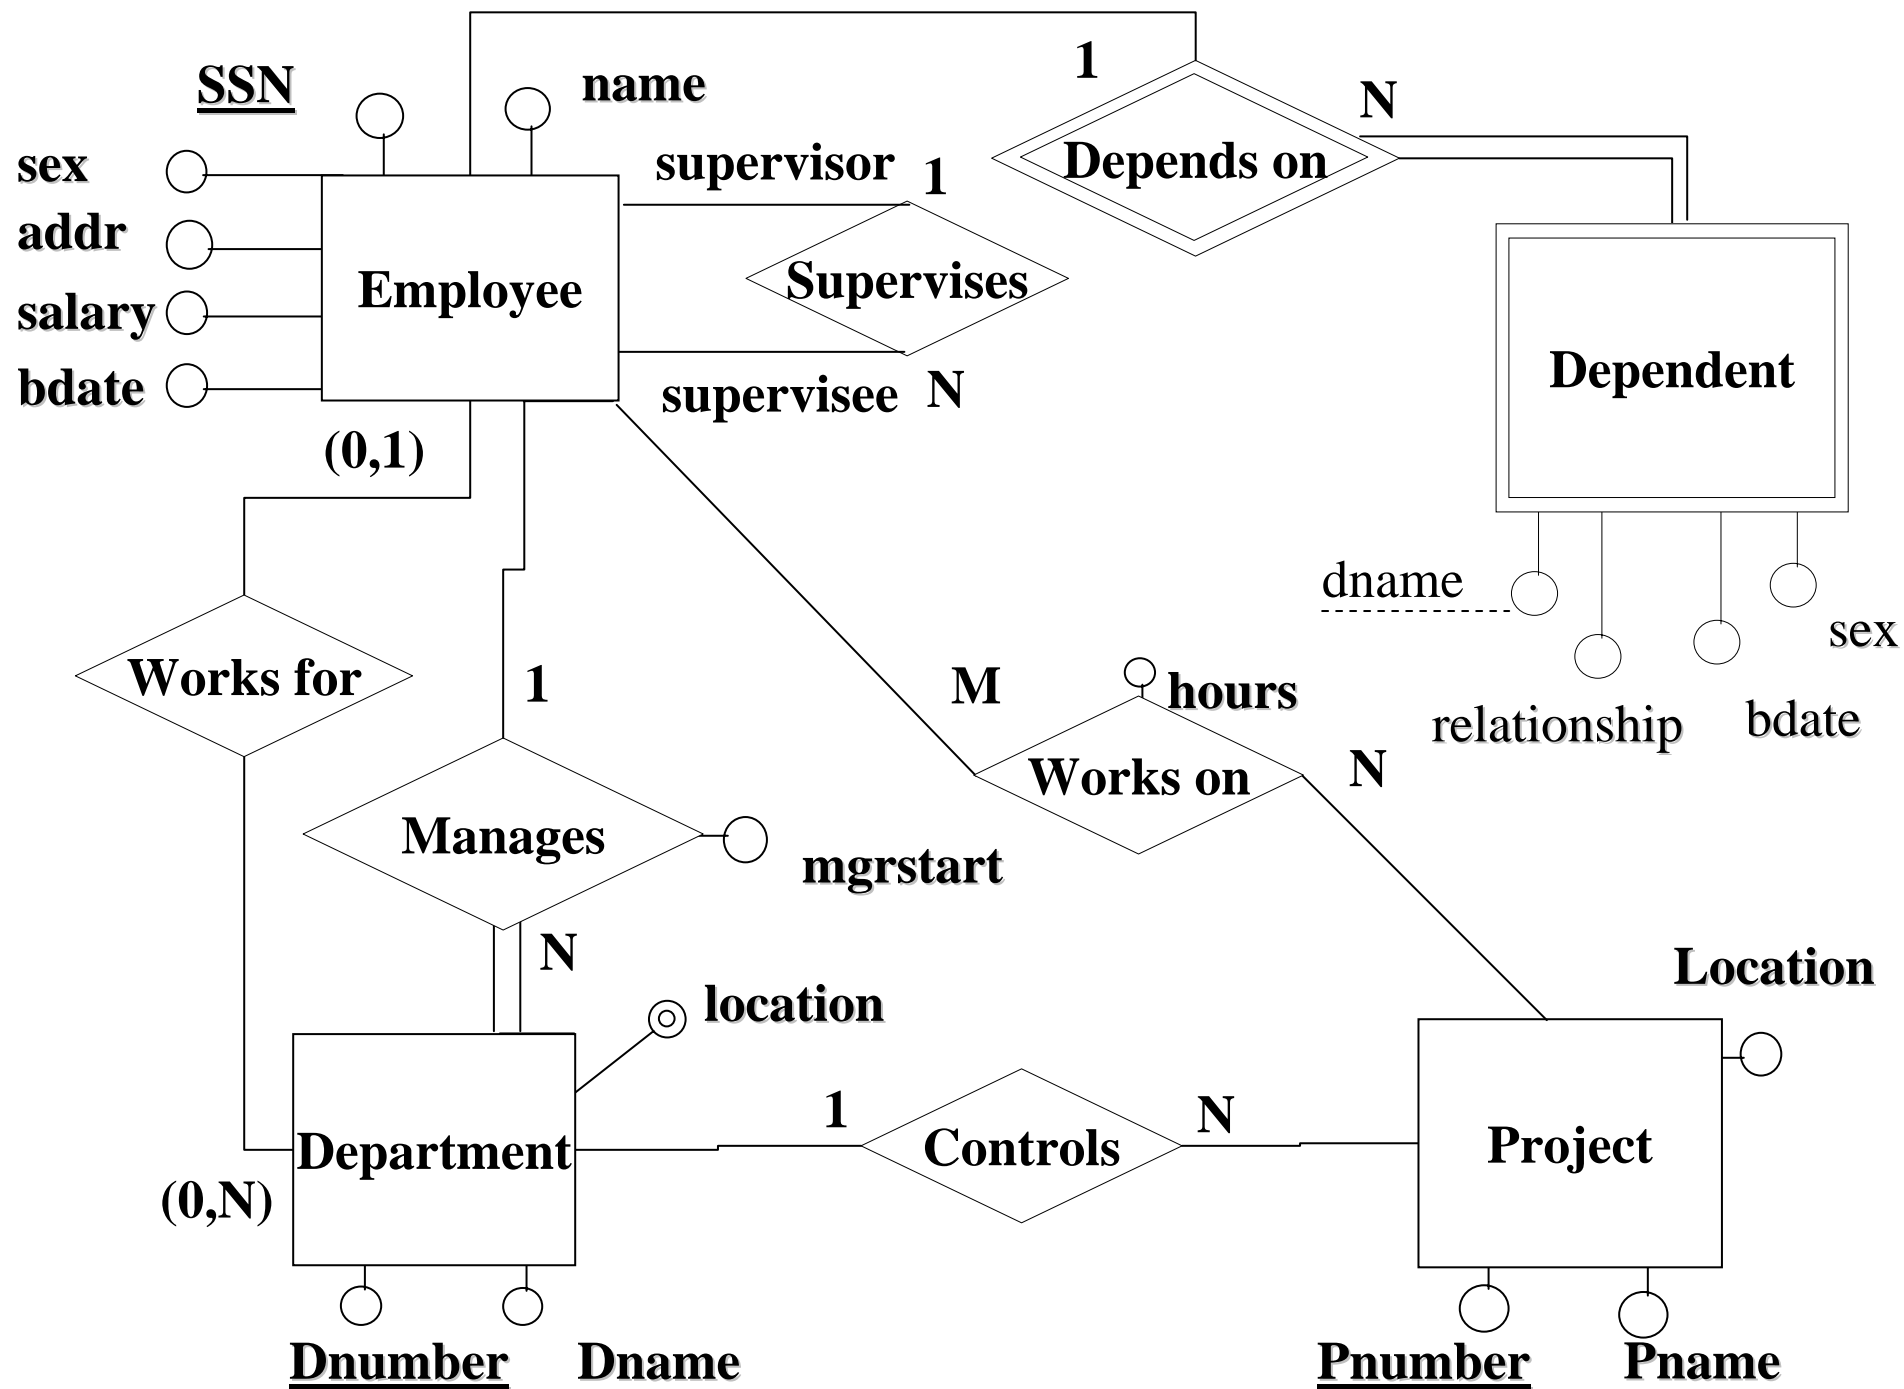 1
SSN
name
N
sex
supervisor
1
Depends on
addr
Employee
Supervises
salary
Dependent
bdate
supervisee
N
(0,1)
dname
sex
Works for
1
M
hours
relationship
bdate
Works on
N
Manages
mgrstart
N
location
Location
1
N
Department
Controls
Project
(0,N)
Dnumber
Dname
Pnumber
Pname